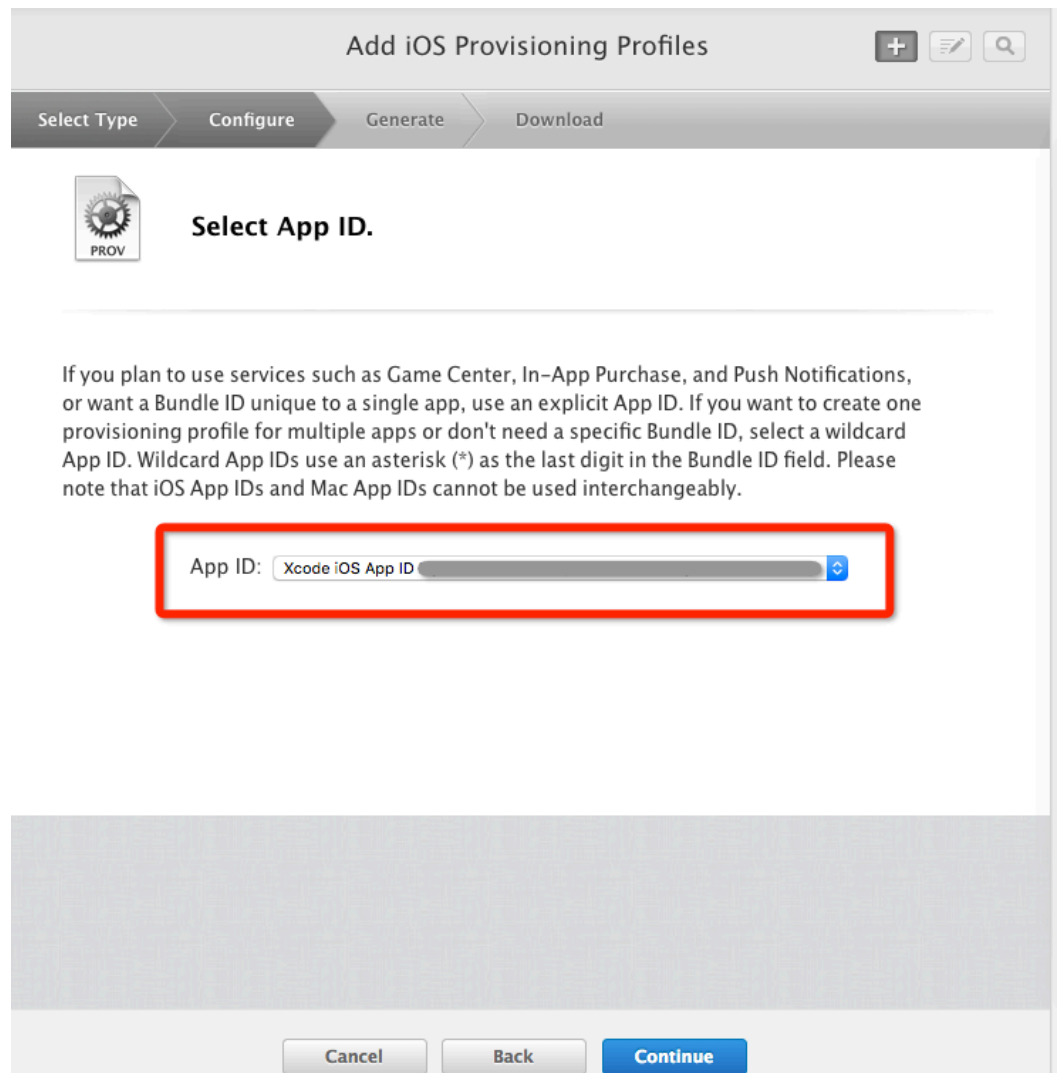 Add iOS Provisioning Profiles
Select Type Configure Generate Download
PROV
Select App ID.
If you plan to use services such as Game Center, In-App Purchase, and Push Notifications,
or want a Bundle ID unique to a single app, use an explicit App ID. If you want to create one
provisioning profile for multiple apps or don't need a specific Bundle ID, select a wildcard
App ID. Wildcard App IDs use an asterisk (*) as the last digit in the Bundle ID field. Please
note that iOS App IDs and Mac App IDs cannot be used interchangeably.
App ID: Xcode iOS App ID
Cancel Back Continue